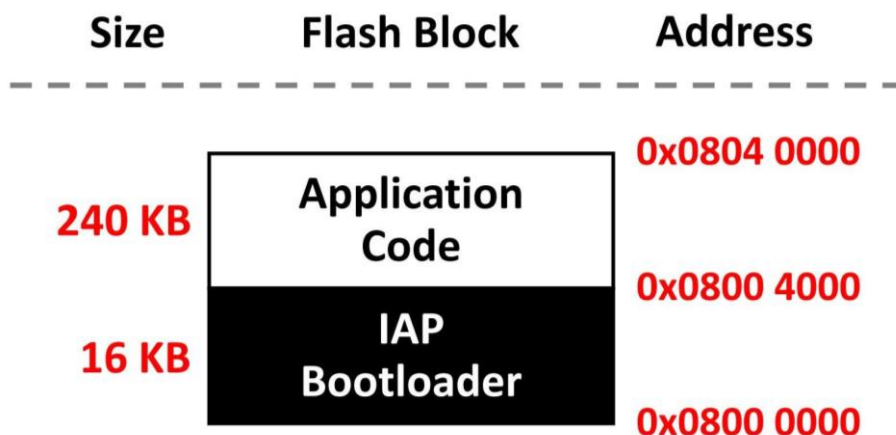 Size Flash Block Address
0x0804 0000
Application
Code
240 KB
0x0800 4000
IAP
Bootloader
16 KB
0x0800 0000